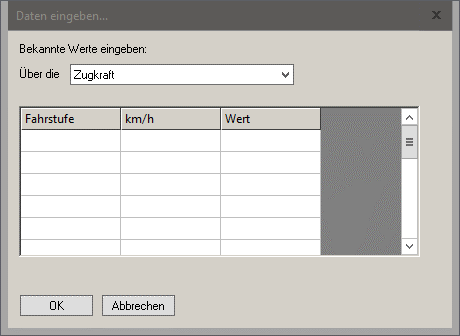 Daten eingeben...
Bekannte Werte eingeben:
Über die Zugkraft
Fahrstufe km/h Wert
OK Abbrechen